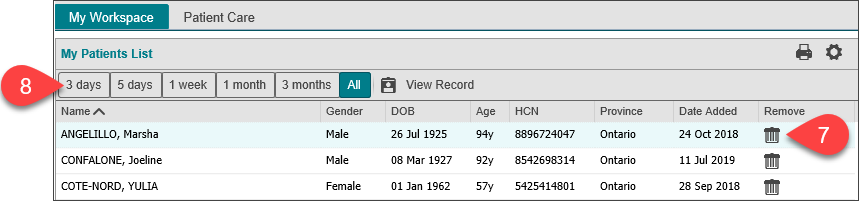 My Workspace Patient Care
My Patients List
8 3 days 5 days 1 week 1 month 3 months All View Record
Name Gender DOB Age HCN Province Date Added Remove
ANGELILLO, Marsha Male 26 Jul 1925 94y 8896724047 Ontario 24 Oct 2018 7
CONFALONE, Joeline Male 08 Mar 1927 92y 8542698314 Ontario 11 Jul 2019
COTE-NORD, YULIA Female 01 Jan 1962 57y 5425414801 Ontario 28 Sep 2018